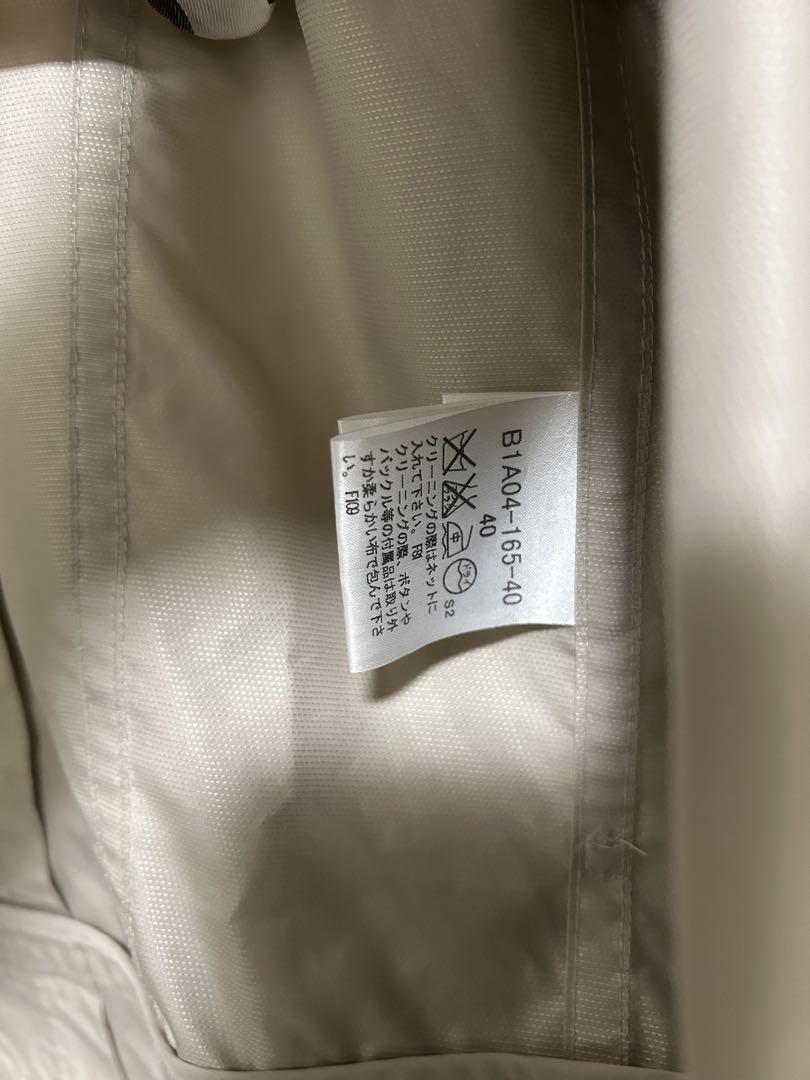 B1A04-165-40
40
ドライ
中
S2
クリーニングの際はネットに
入れて下さい。 F81
クリーニングの際、ボタンや
バックル等の付属品は取り外
すか柔らかい布で包んで下さ
い。 F109